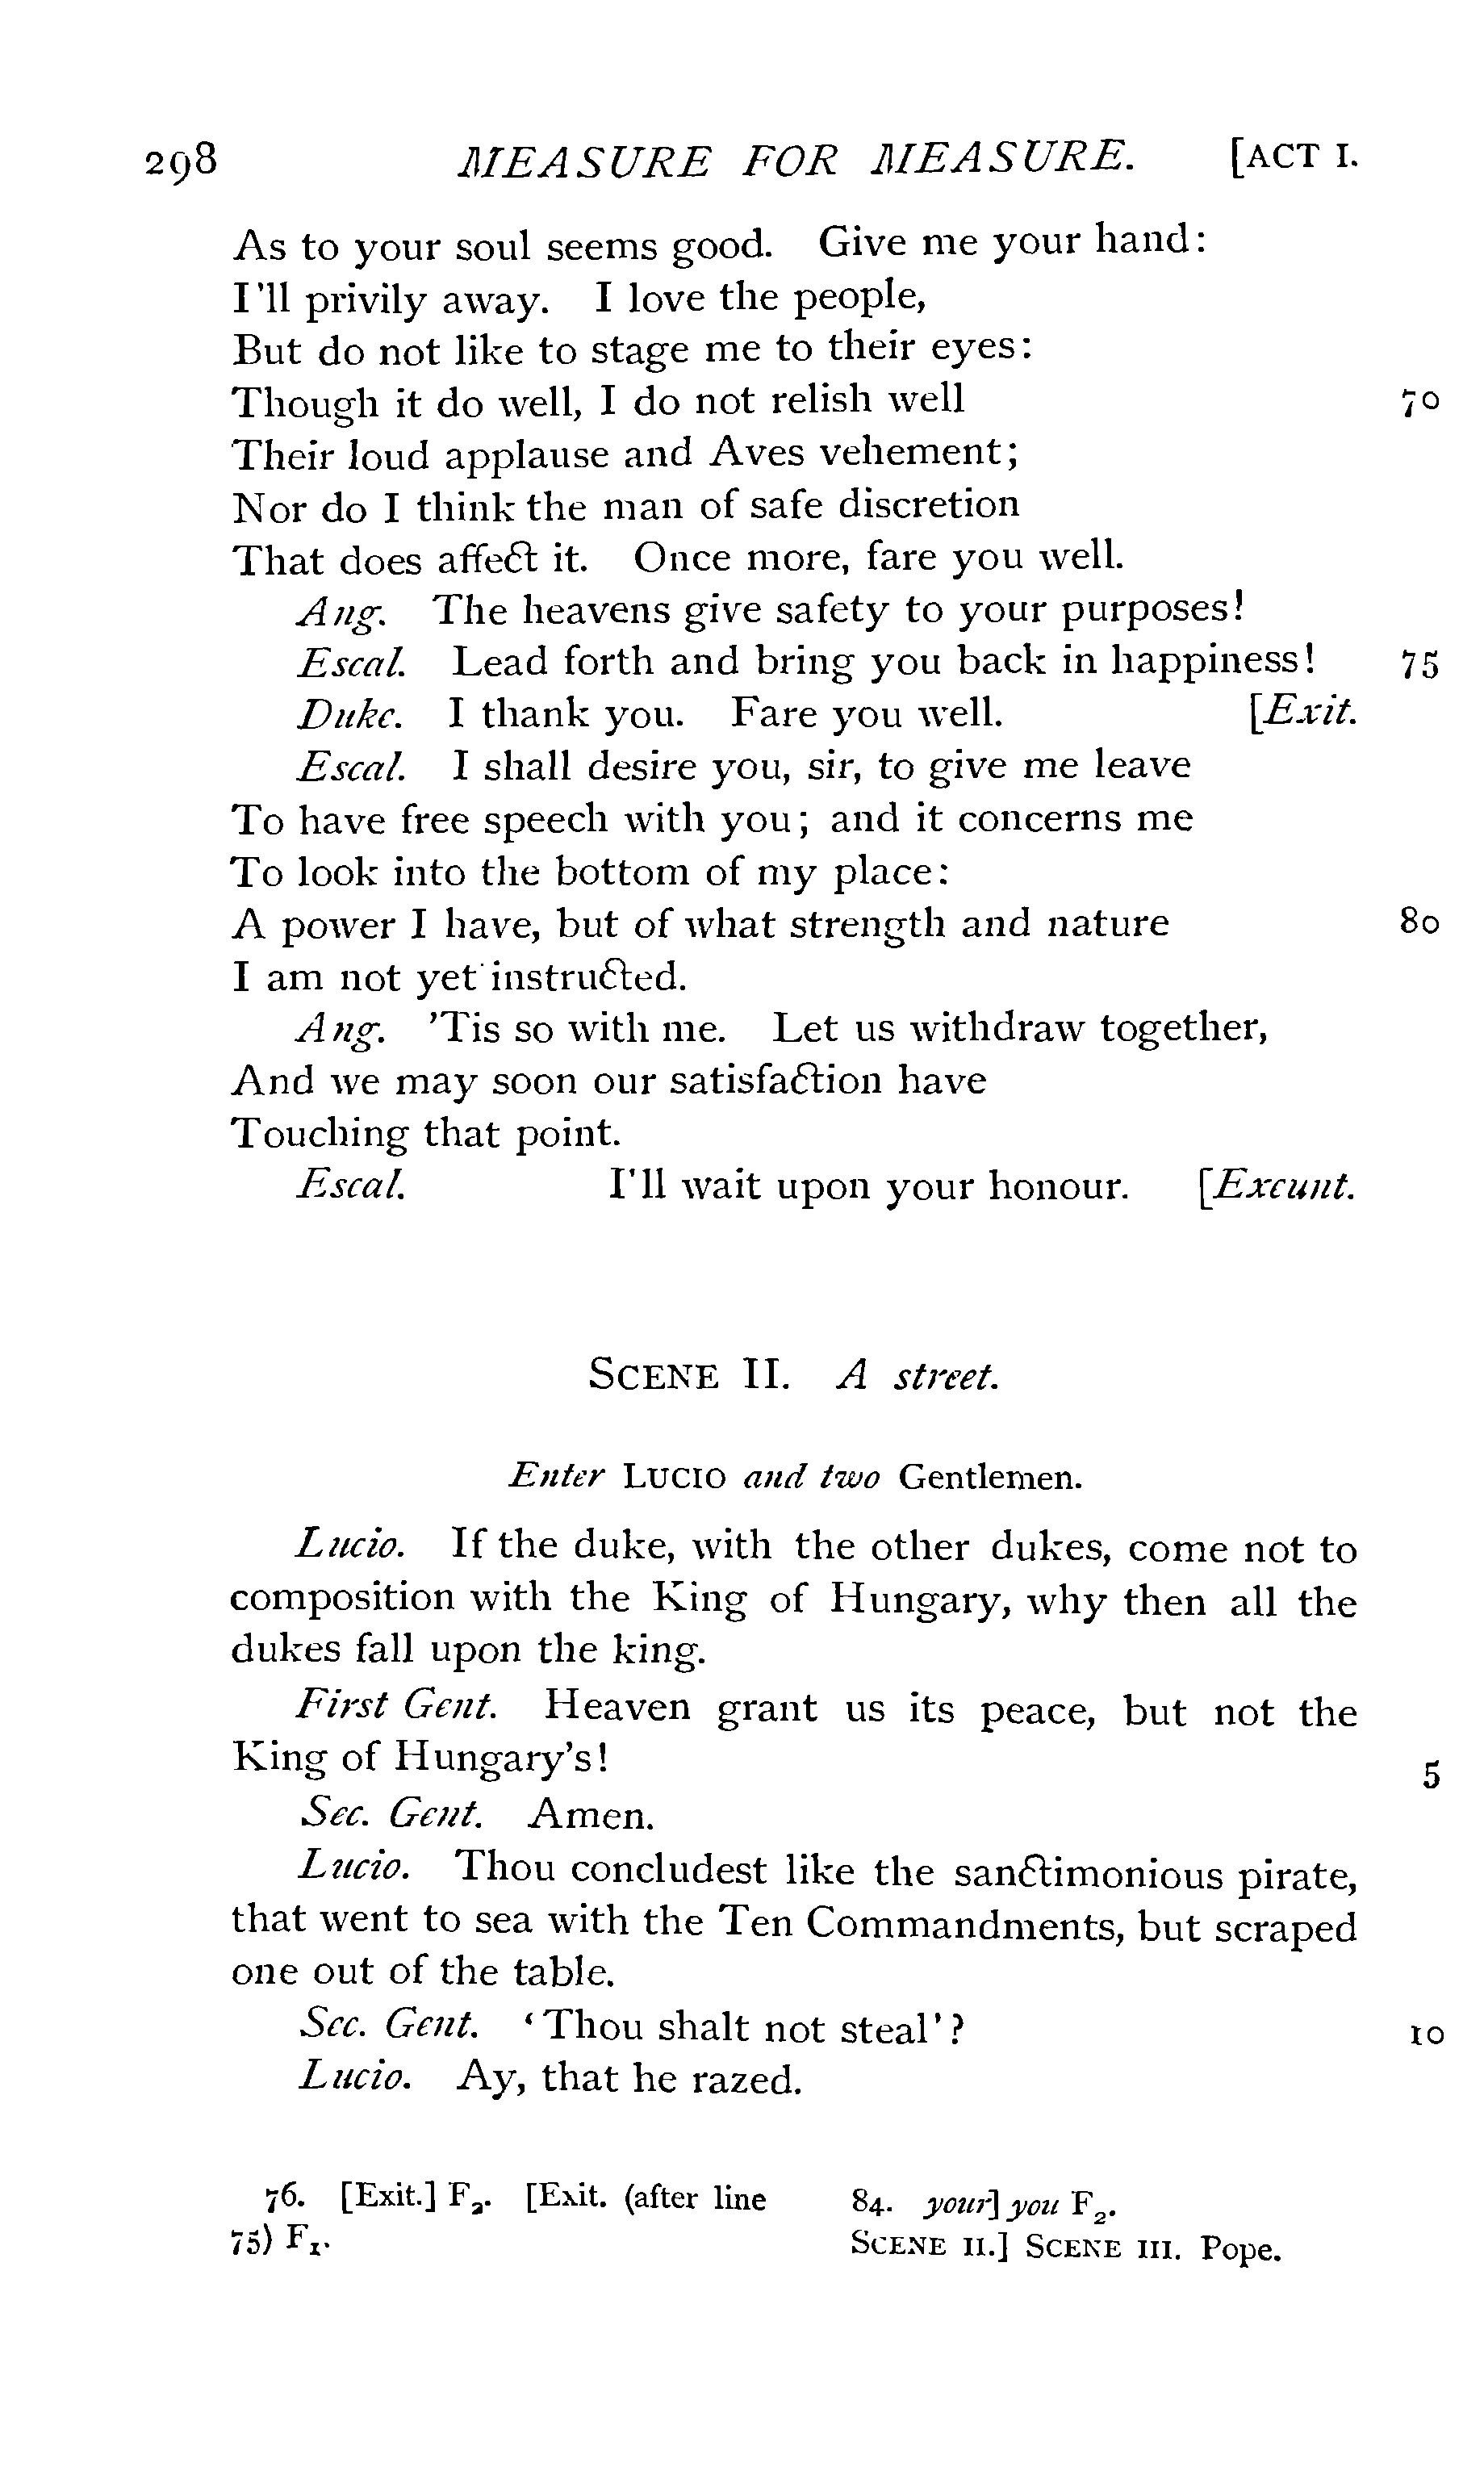 298 MEASURE FOR MEASURE. [ACT I.
As to your soul seems good. Give me your hand:
I'll privily away. I love the people,
But do not like to stage me to their eyes:
Though it do well, I do not relish well 70
Their loud applause and Aves vehement;
Nor do I think the man of safe discretion
That does affect it. Once more, fare you well.
Ang. The heavens give safety to your purposes!
Escal. Lead forth and bring you back in happiness! 75
Duke. I thank you. Fare you well. [Exit.
Escal. I shall desire you, sir, to give me leave
To have free speech with you; and it concerns me
To look into the bottom of my place:
A power I have, but of what strength and nature 80
I am not yet instructed.
Ang. 'Tis so with me. Let us withdraw together,
And we may soon our satisfaction have
Touching that point.
Escal. I'll wait upon your honour. [Exeunt.
SCENE II. A street.
Enter LUCIO and two Gentlemen.
Lucio. If the duke, with the other dukes, come not to
composition with the King of Hungary, why then all the
dukes fall upon the king.
First Gent. Heaven grant us its peace, but not the
King of Hungary's! 5
Sec. Gent. Amen.
Lucio. Thou concludest like the sanctimonious pirate,
that went to sea with the Ten Commandments, but scraped
one out of the table.
Sec. Gent. 'Thou shalt not steal'? 10
Lucio. Ay, that he razed.
76. [Exit.] F₂. [Exit. (after line
75) F₁.
84. your] you F₂.
SCENE II.] SCENE III. Pope.